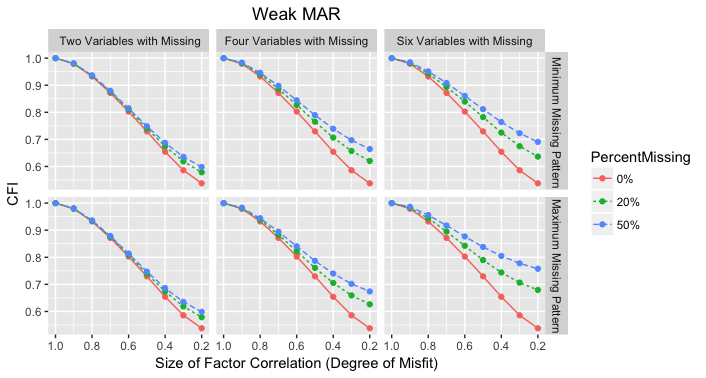 Weak MAR
Two Variables with Missing
Four Variables with Missing
Six Variables with Missing
CFI
1.0
0.9
0.8
0.7
0.6
Minimum Missing Pattern
1.0
0.9
0.8
0.7
0.6
Maximum Missing Pattern
1.0 0.8 0.6 0.4 0.2
1.0 0.8 0.6 0.4 0.2
1.0 0.8 0.6 0.4 0.2
Size of Factor Correlation (Degree of Misfit)
PercentMissing
0%
20%
50%